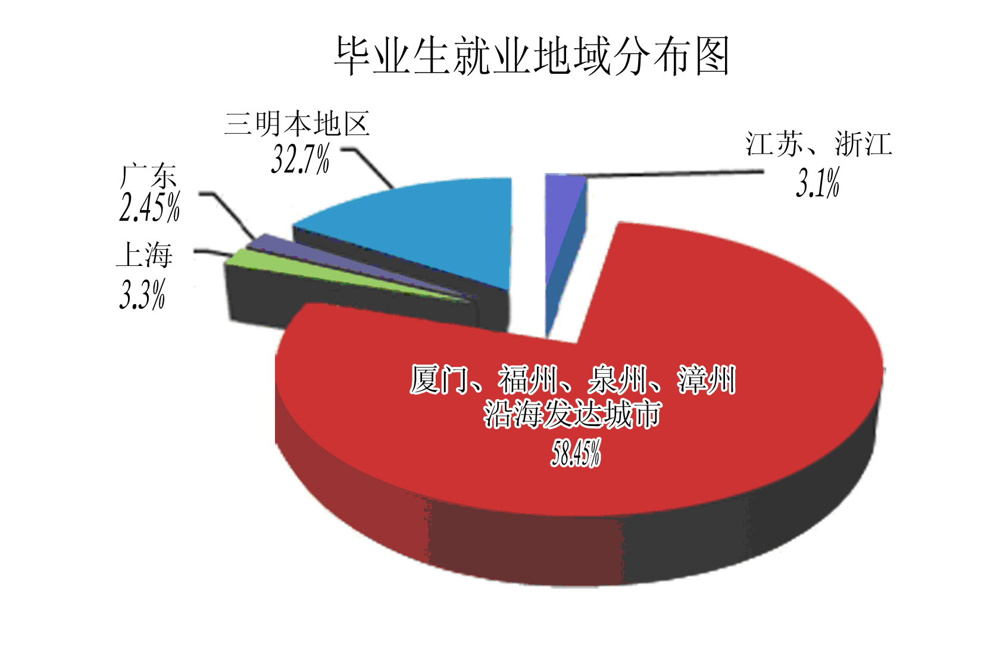 毕业生就业地域分布图
三明本地区
32.7%
江苏、浙江
3.1%
广东
2.45%
上海
3.3%
厦门、福州、泉州、漳州
沿海发达城市
58.45%